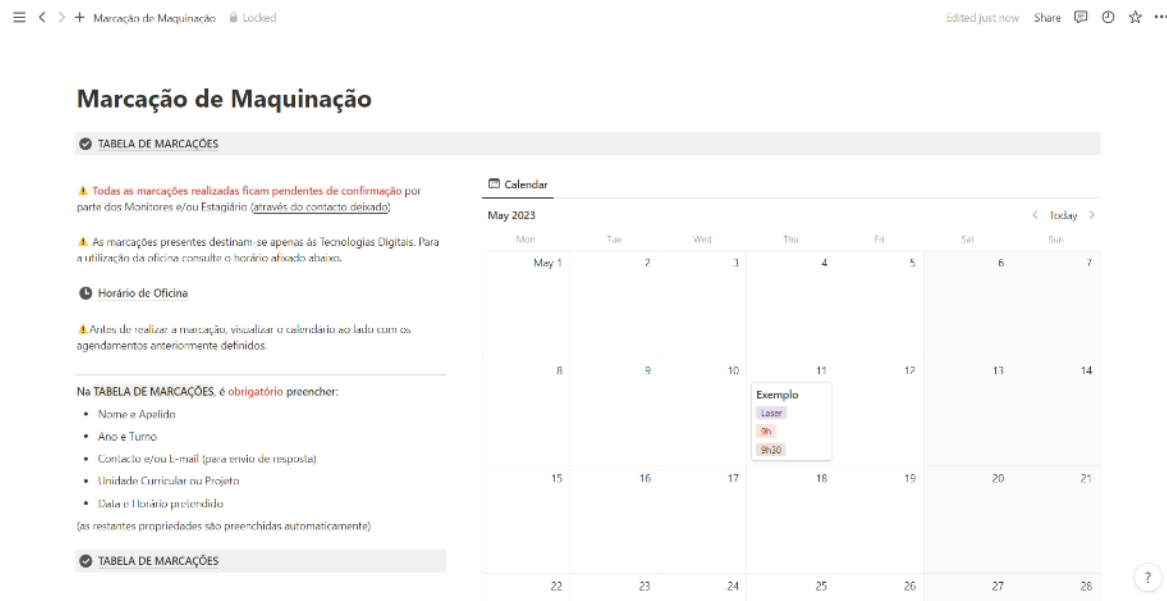 Marcação de Maquinação Locked
Edited just now Share
Marcação de Maquinação
TABELA DE MARCAÇÕES
Todas as marcações realizadas ficam pendentes de confirmação por
parte dos Monitores e/ou Estagiário (através do contacto deixado)
As marcações presentes destinam-se apenas às Tecnologias Digitais. Para
a utilização da oficina consulte o horário afixado abaixo.
Horário de Oficina
Antes de realizar a marcação, visualizar o calendário ao lado com os
agendamentos anteriormente definidos.
Na TABELA DE MARCAÇÕES, é obrigatório preencher:
• Nome e Apelido
• Ano e Turno
• Contacto e/ou E-mail (para envio de resposta)
• Unidade Curricular ou Projeto
• Data e Horário pretendido
(as restantes propriedades são preenchidas automaticamente)
TABELA DE MARCAÇÕES
Calendar
May 2023 Today
Mon Tue Wed Thu Fri Sat Sun
May 1 2 3 4 5 6 7
8 9 10 11 12 13 14
Exemplo
Laser
9h
9h30
15 16 17 18 19 20 21
22 23 24 25 26 27 28
?